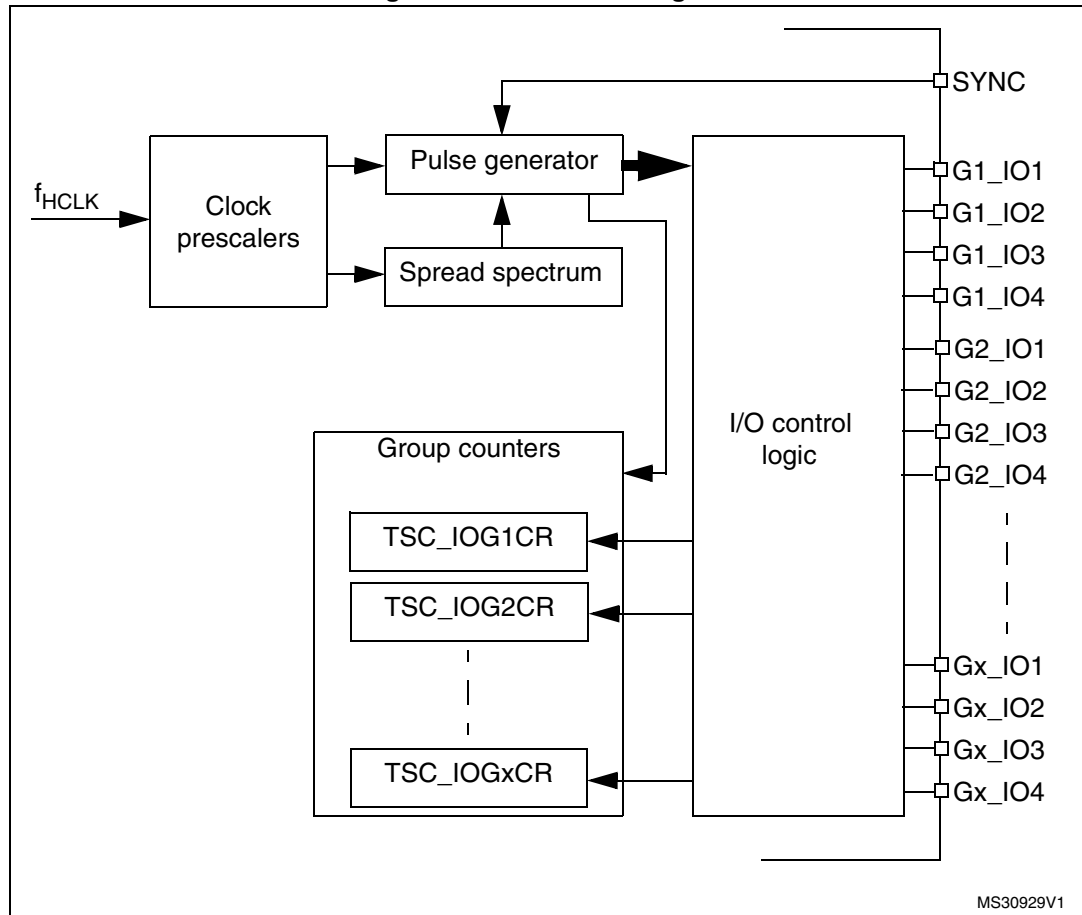 SYNC
Pulse generator
G1_IO1
fHCLK
Clock
prescalers
G1_IO2
G1_IO3
Spread spectrum
G1_IO4
G2_IO1
G2_IO2
I/O control
logic
G2_IO3
Group counters
G2_IO4
TSC_IOG1CR
TSC_IOG2CR
Gx_IO1
Gx_IO2
Gx_IO3
TSC_IOGxCR
Gx_IO4
MS30929V1